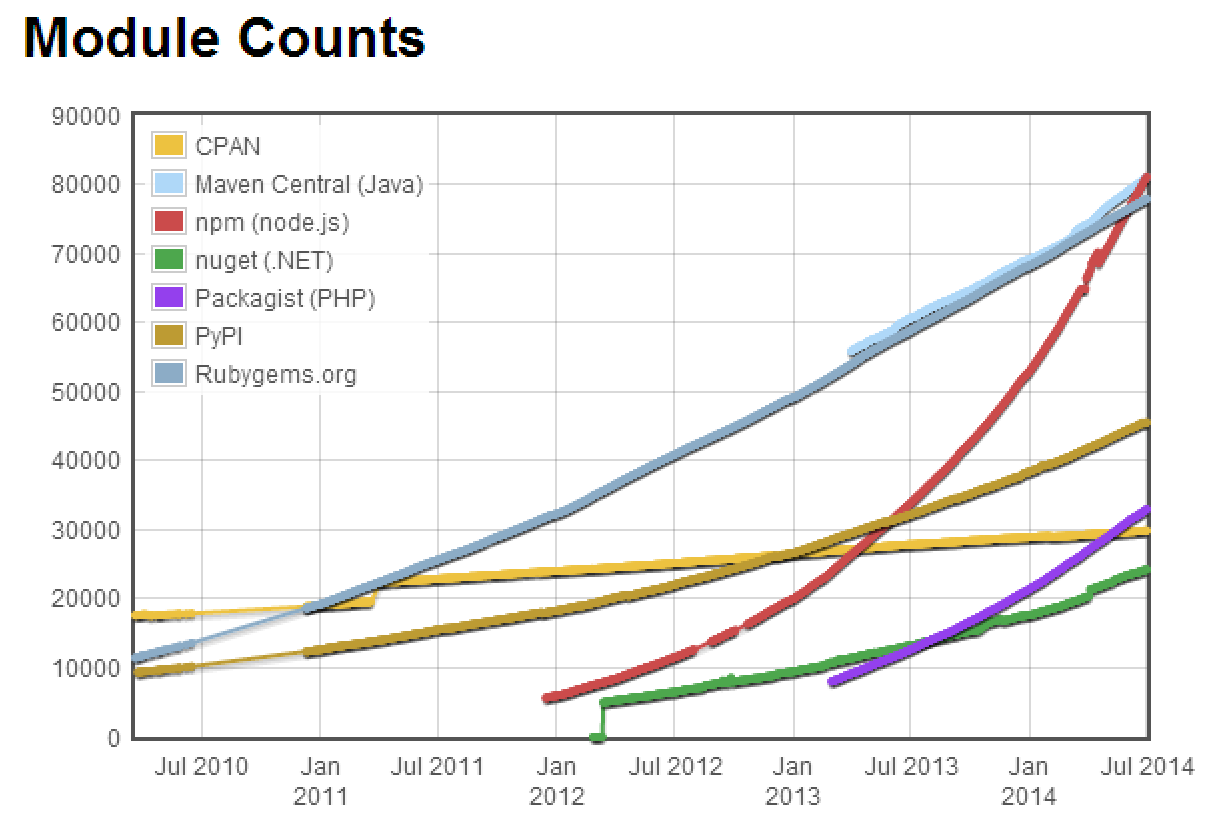 Module Counts
90000
80000
70000
60000
50000
40000
30000
20000
10000
0
CPAN
Maven Central (Java)
npm (node.js)
nuget (.NET)
Packagist (PHP)
PyPI
Rubygems.org
Jul 2010
Jan
2011
Jul 2011
Jan
2012
Jul 2012
Jan
2013
Jul 2013
Jan
2014
Jul 2014